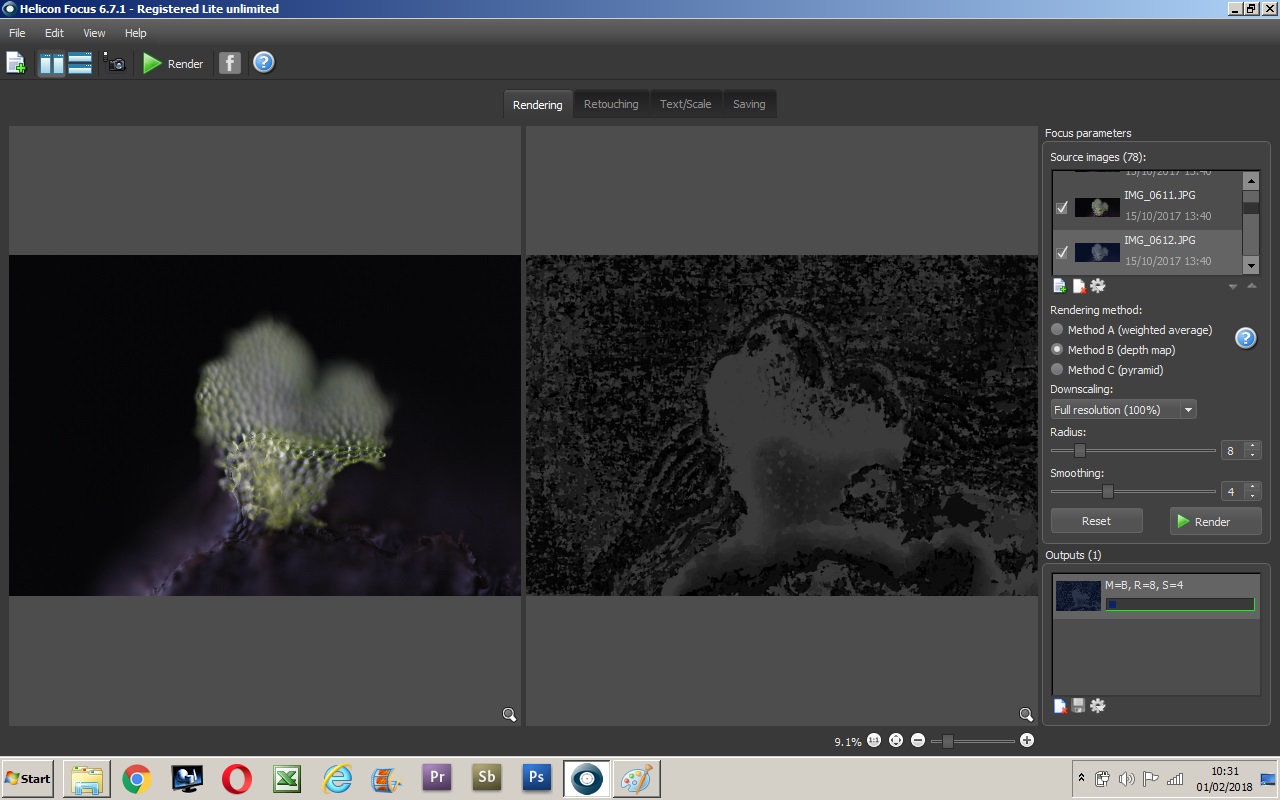 Helicon Focus 6.7.1 - Registered Lite unlimited
File Edit View Help
Render
Rendering Retouching Text/Scale Saving
Focus parameters
Source images (78):
15/10/2017 13:40
IMG_0611.JPG
15/10/2017 13:40
IMG_0612.JPG
15/10/2017 13:40
Rendering method:
Method A (weighted average)
Method B (depth map)
Method C (pyramid)
Downscaling:
Full resolution (100%)
Radius:
8
Smoothing:
4
Reset Render
Outputs (1)
M=B, R=8, S=4
9.1% 1:1
Start Pr Sb Ps
10:31
01/02/2018